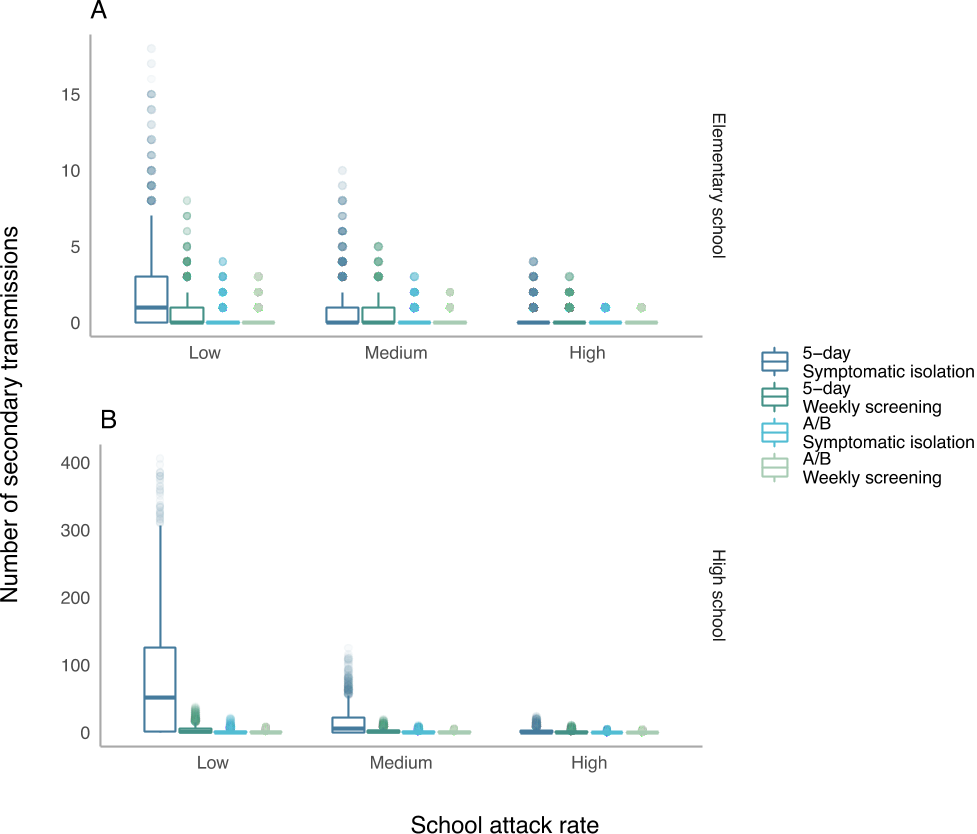 A
15
10
5
0
Low
Medium
High
Elementary school
Number of secondary transmissions
5−day
Symptomatic isolation
5−day
Weekly screening
A/B
Symptomatic isolation
A/B
Weekly screening
B
400
300
200
100
0
Low
Medium
High
High school
School attack rate